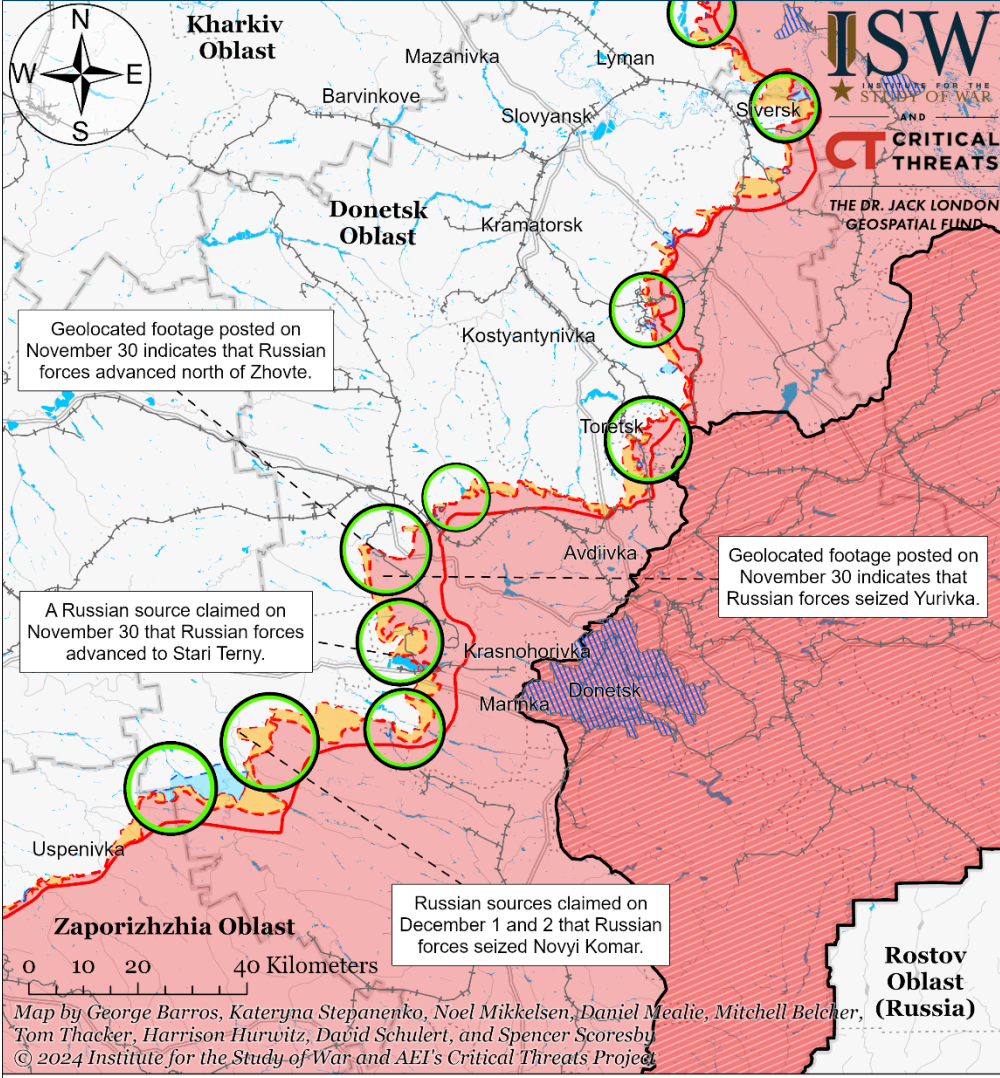 N
W
E
S
Kharkiv
Oblast
Mazanivka
Lyman
Barvinkove
Slovyansk
Siversk
ISW
INSTITUTE FOR THE
STUDY OF WAR
AND
CT CRITICAL
THREATS
THE DR. JACK LONDON
GEOSPATIAL FUND
Donetsk
Oblast
Kramatorsk
Kostyantynivka
Geolocated footage posted on
November 30 indicates that Russian
forces advanced north of Zhovte.
Toretsk
Avdiivka
Geolocated footage posted on
November 30 indicates that
Russian forces seized Yurivka.
A Russian source claimed on
November 30 that Russian forces
advanced to Stari Terny.
Krasnohorivka
Donetsk
Marinka
Uspenivka
Russian sources claimed on
December 1 and 2 that Russian
forces seized Novyi Komar.
Zaporizhzhia Oblast
Rostov
Oblast
(Russia)
0 10 20 40 Kilometers
Map by George Barros, Kateryna Stepanenko, Noel Mikkelsen, Daniel Mealie, Mitchell Belcher,
Tom Thacker, Harrison Hurwitz, David Schulert, and Spencer Scoresby
© 2024 Institute for the Study of War and AEI's Critical Threats Project